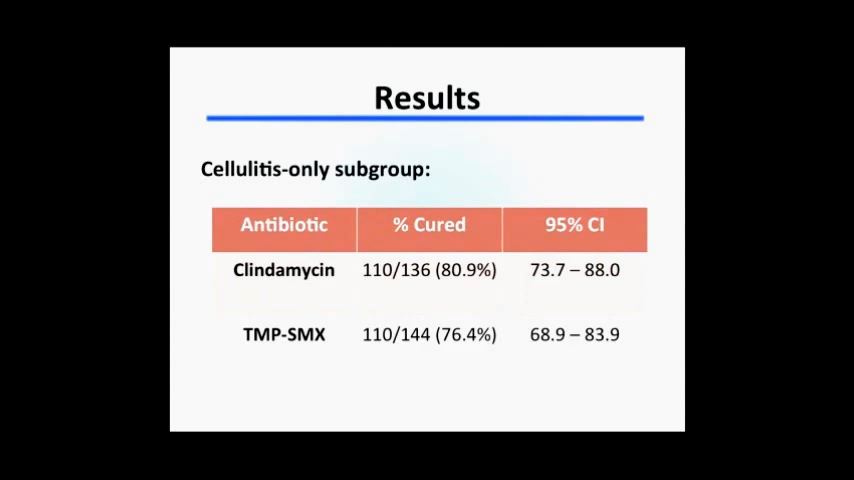 Results
Cellulitis-only subgroup:
Antibiotic % Cured 95% CI
Clindamycin 110/136 (80.9%) 73.7 – 88.0
TMP-SMX 110/144 (76.4%) 68.9 – 83.9